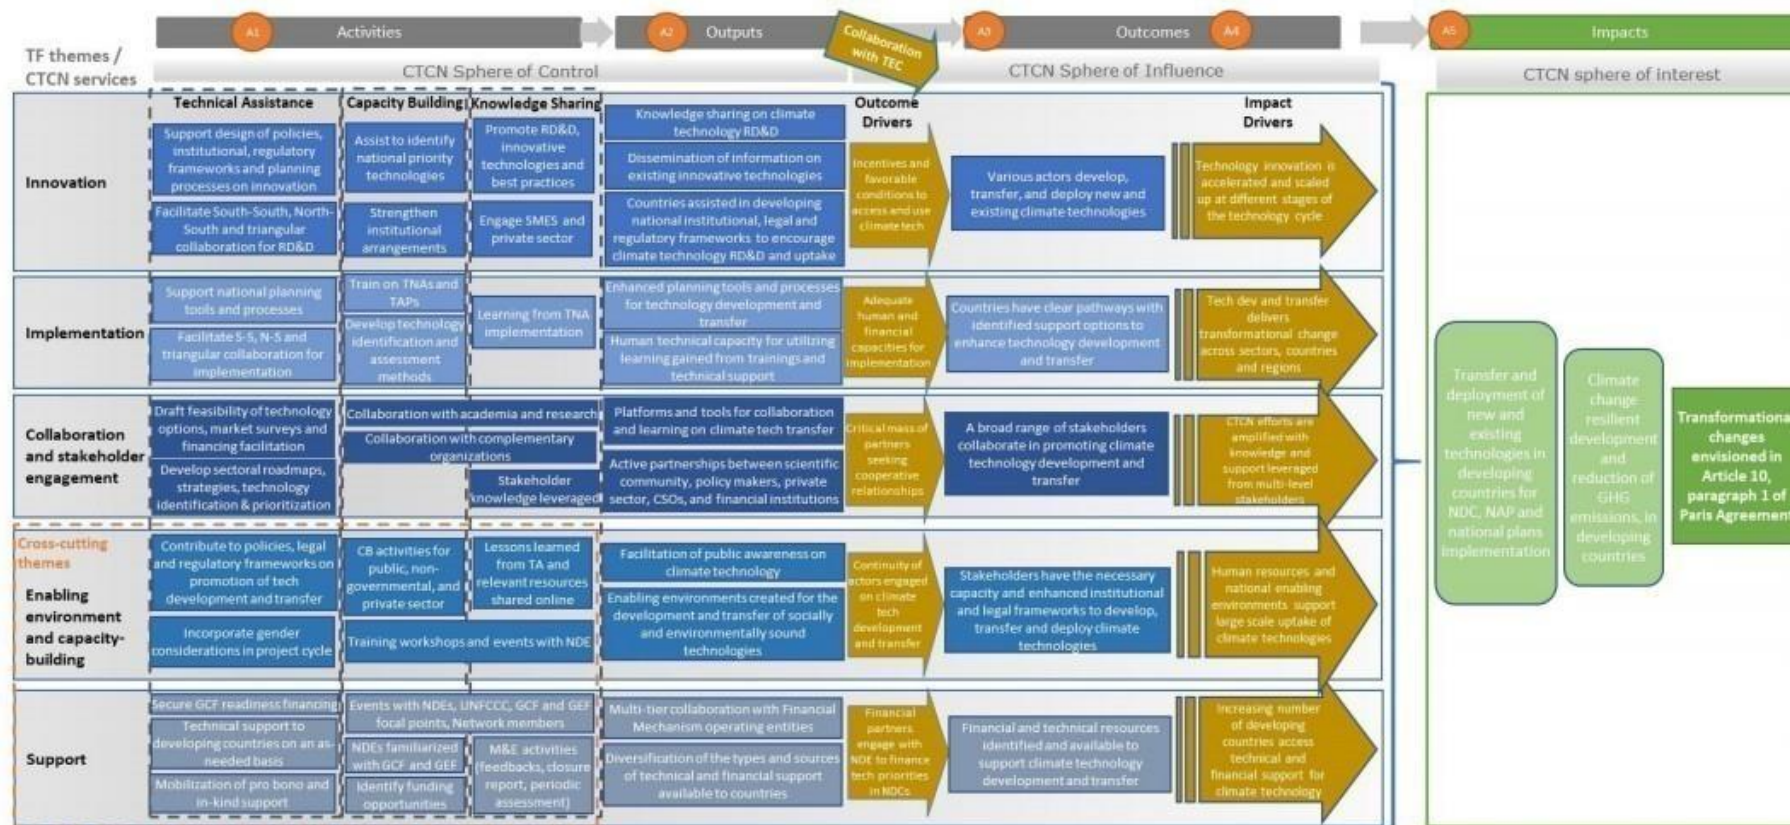 A1
Activities
A2
Outputs
Collaboration
with TEC
A3
Outcomes
A4
A5
Impacts
TF themes /
CTCN services
CTCN Sphere of Control
CTCN Sphere of Influence
CTCN sphere of interest
Technical Assistance
Capacity Building
Knowledge Sharing
Outcome
Drivers
Impact
Drivers
Innovation
Support design of policies,
institutional, regulatory
frameworks and planning
processes on innovation
Facilitate South-South, North-
South and triangular
collaboration for RD&D
Assist to identify
national priority
technologies
Strengthen
institutional
arrangements
Promote RD&D,
innovative
technologies and
best practices
Engage SMES and
private sector
Knowledge sharing on climate
technology RD&D
Dissemination of information on
existing innovative technologies
Countries assisted in developing
national institutional, legal and
regulatory frameworks to encourage
climate technology RD&D and uptake
Incentives and
favorable
conditions to
access and use
climate tech
Various actors develop,
transfer, and deploy new and
existing climate technologies
Technology innovation is
accelerated and scaled
up at different stages of
the technology cycle
Implementation
Support national planning
tools and processes
Facilitate S-S, N-S and
triangular collaboration for
implementation
Train on TNAs and
TAPs
Develop technology
identification and
assessment
methods
Learning from TNA
implementation
Enhanced planning tools and processes
for technology development and
transfer
Human technical capacity for utilizing
learning gained from trainings and
technical support
Adequate
human and
financial
capacities for
implementation
Countries have clear pathways with
identified support options to
enhance technology development
and transfer
Tech dev and transfer
delivers
transformational change
across sectors, countries
and regions
Collaboration
and stakeholder
engagement
Draft feasibility of technology
options, market surveys and
financing facilitation
Develop sectoral roadmaps,
strategies, technology
identification & prioritization
Collaboration with academia and research
Collaboration with complementary
organizations
Stakeholder
knowledge leveraged
Platforms and tools for collaboration
and learning on climate tech transfer
Active partnerships between scientific
community, policy makers, private
sector, CSOs, and financial institutions
Critical mass of
partners
seeking
cooperative
relationships
A broad range of stakeholders
collaborate in promoting climate
technology development and
transfer
CTCN efforts are
amplified with
knowledge and
support leveraged
from multi-level
stakeholders
Cross-cutting
themes
Enabling
environment
and capacity-
building
Contribute to policies, legal
and regulatory frameworks on
promotion of tech
development and transfer
Incorporate gender
considerations in project cycle
CB activities for
public, non-
governmental, and
private sector
Lessons learned
from TA and
relevant resources
shared online
Training workshops and events with NDE
Facilitation of public awareness on
climate technology
Enabling environments created for the
development and transfer of socially
and environmentally sound
technologies
Continuity of
actors engaged
on climate
tech
development
and transfer
Stakeholders have the necessary
capacity and enhanced institutional
and legal frameworks to develop,
transfer and deploy climate
technologies
Human resources and
national enabling
environments support
large scale uptake of
climate technologies
Support
Secure GCF readiness financing
Technical support to
developing countries on an as-
needed basis
Mobilization of pro bono and
in-kind support
Events with NDEs, UNFCCC, GCF and GEF
focal points, Network members
NDEs familiarized
with GCF and GEF
Identify funding
opportunities
M&E activities
(feedbacks, closure
report, periodic
assessment)
Multi-tier collaboration with Financial
Mechanism operating entities
Diversification of the types and sources
of technical and financial support
available to countries
Financial
partners
engage with
NDE to finance
tech priorities
in NDCs
Financial and technical resources
identified and available to
support climate technology
development and transfer
Increasing number
of developing
countries access
technical and
financial support for
climate technology
Transfer and
deployment of
new and
existing
technologies in
developing
countries for
NDC, NAP and
national plans
implementation
Climate
change
resilient
development
and
reduction of
GHG
emissions, in
developing
countries
Transformational
changes
envisioned in
Article 10,
paragraph 1 of
Paris Agreement